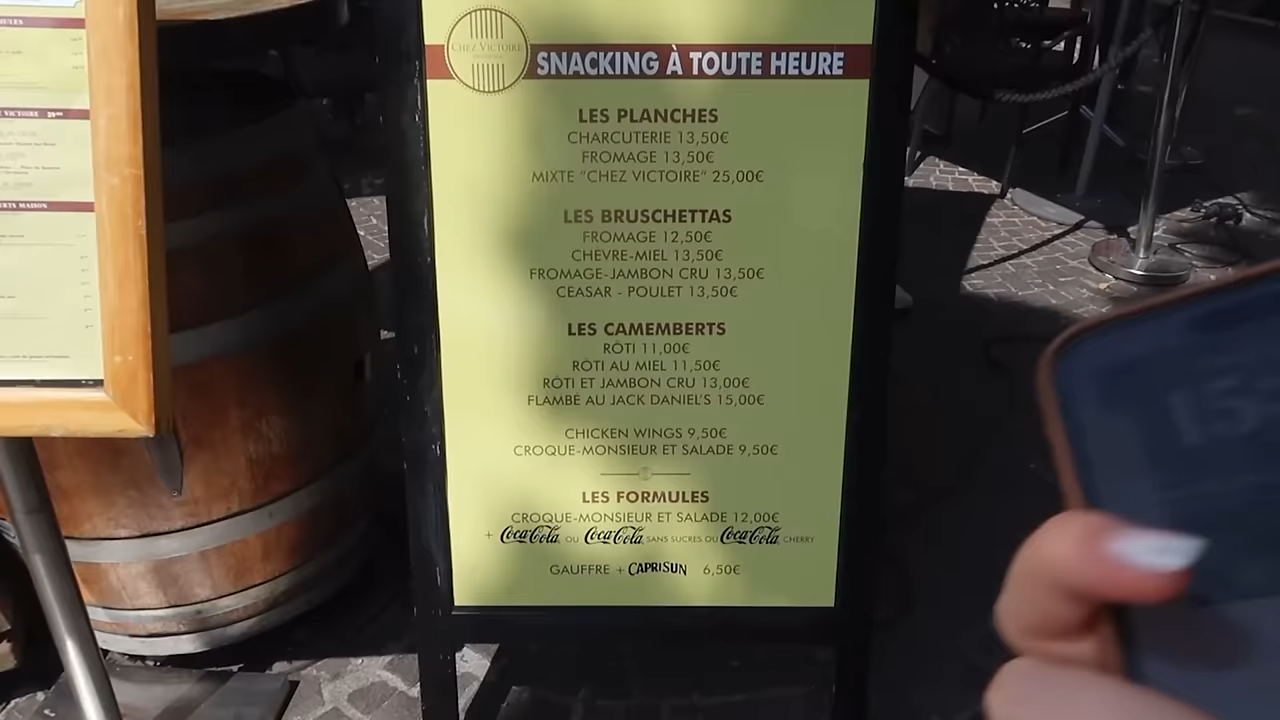 CHEZ VICTOIRE
SNACKING À TOUTE HEURE
LES PLANCHES
CHARCUTERIE 13,50€
FROMAGE 13,50€
MIXTE "CHEZ VICTOIRE" 25,00€
LES BRUSCHETTAS
FROMAGE 12,50€
CHEVRE-MIEL 13,50€
FROMAGE-JAMBON CRU 13,50€
CEASAR - POULET 13,50€
LES CAMEMBERTS
RÔTI 11,00€
RÔTI AU MIEL 11,50€
RÔTI ET JAMBON CRU 13,00€
FLAMBÉ AU JACK DANIEL'S 15,00€
CHICKEN WINGS 9,50€
CROQUE-MONSIEUR ET SALADE 9,50€
LES FORMULES
CROQUE-MONSIEUR ET SALADE 12,00€
+ Coca-Cola OU Coca-Cola SANS SUCRES OU Coca-Cola CHERRY
GAUFFRE + CAPRISUN 6,50€